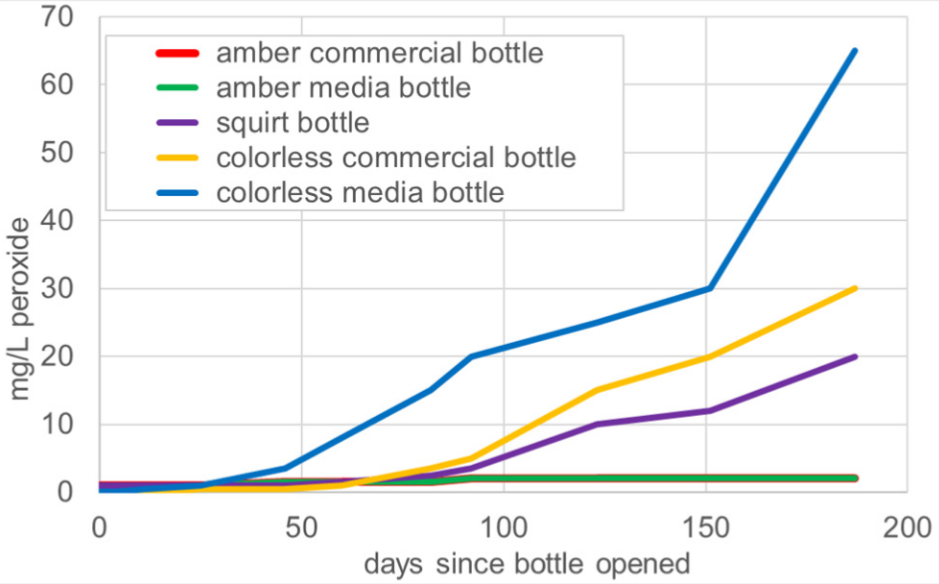 70
60
50
40
30
20
10
0
mg/L peroxide
amber commercial bottle
amber media bottle
squirt bottle
colorless commercial bottle
colorless media bottle
0 50 100 150 200
days since bottle opened